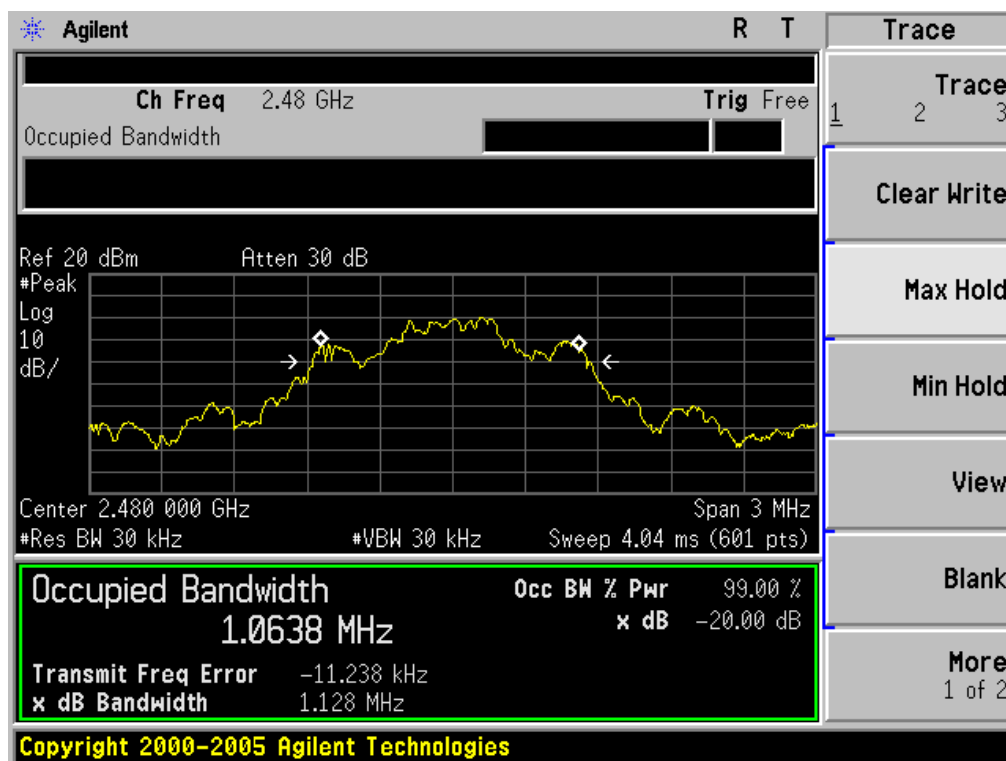 Agilent R T
Ch Freq 2.48 GHz Trig Free
Occupied Bandwidth
Ref 20 dBm Atten 30 dB
#Peak
Log
10
dB/
Center 2.480 000 GHz Span 3 MHz
#Res BW 30 kHz #VBW 30 kHz Sweep 4.04 ms (601 pts)
Occupied Bandwidth Occ BW % Pwr 99.00 %
1.0638 MHz x dB -20.00 dB
Transmit Freq Error -11.238 kHz
x dB Bandwidth 1.128 MHz
Copyright 2000-2005 Agilent Technologies
Trace
Trace
1 2 3
Clear Write
Max Hold
Min Hold
View
Blank
More
1 of 2